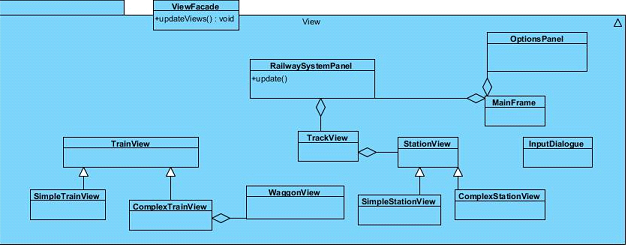 ViewFacade
+updateViews() : void
View
OptionsPanel
RailwaySystemPanel
+update()
MainFrame
TrackView
StationView
InputDialogue
TrainView
SimpleTrainView
ComplexTrainView
WaggonView
SimpleStationView
ComplexStationView